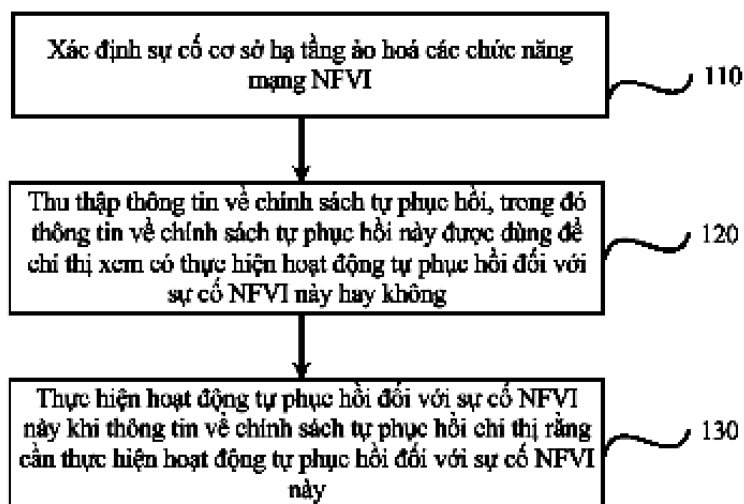 Xác định sự cố cơ sở hạ tầng ảo hoá các chức năng
mạng NFVI
110
Thu thập thông tin về chính sách tự phục hồi, trong đó
thông tin về chính sách tự phục hồi này được dùng để
chỉ thị xem có thực hiện hoạt động tự phục hồi đối với
sự cố NFVI này hay không
120
Thực hiện hoạt động tự phục hồi đối với sự cố NFVI
này khi thông tin về chính sách tự phục hồi chỉ thị rằng
cần thực hiện hoạt động tự phục hồi đối với sự cố NFVI
này
130